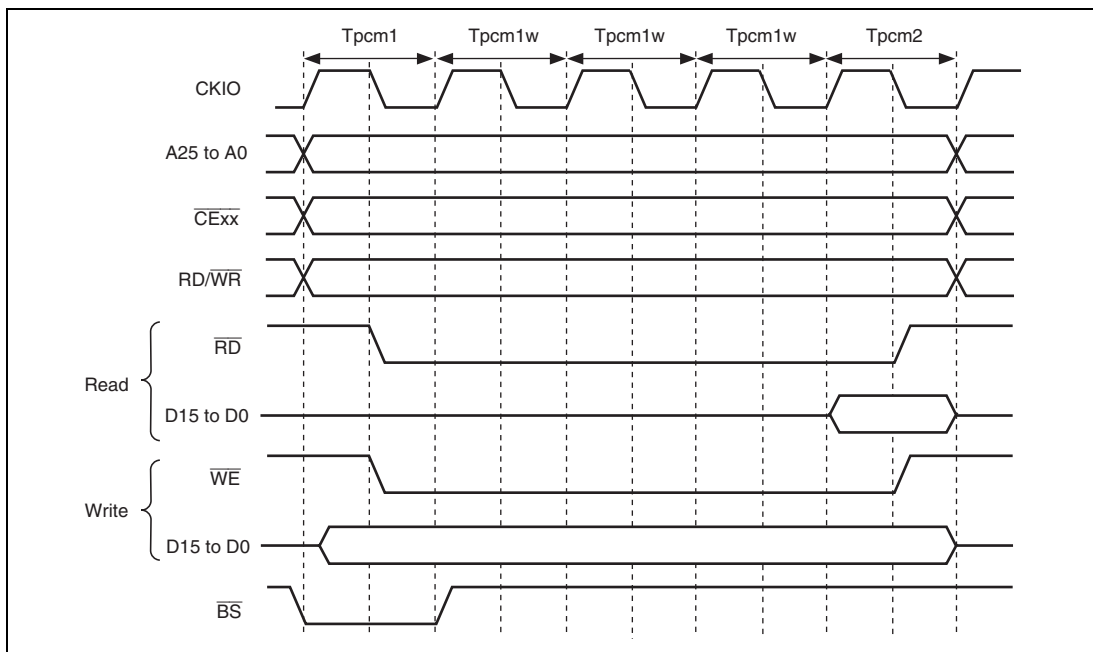 Tpcm1 Tpcm1w Tpcm1w Tpcm1w Tpcm2
CKIO
A25 to A0
CExx
RD/WR
RD
Read
D15 to D0
WE
Write
D15 to D0
BS